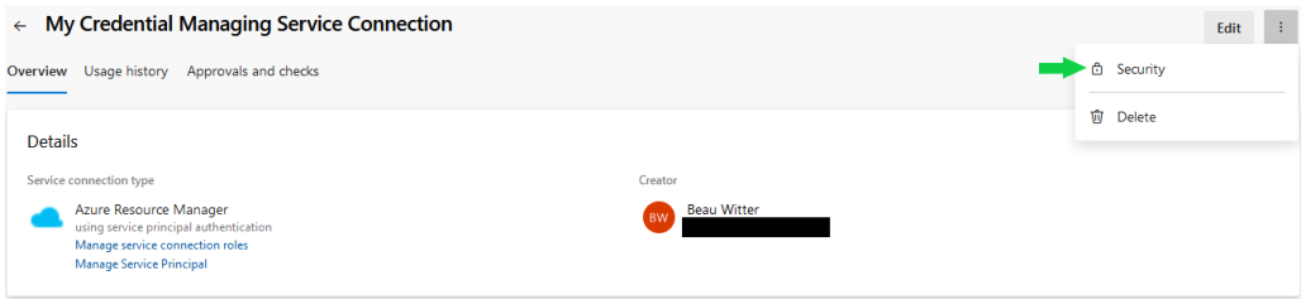 ← My Credential Managing Service Connection
Edit
Overview Usage history Approvals and checks
Security
Delete
Details
Service connection type
Creator
Azure Resource Manager
using service principal authentication
Manage service connection roles
Manage Service Principal
BW
Beau Witter